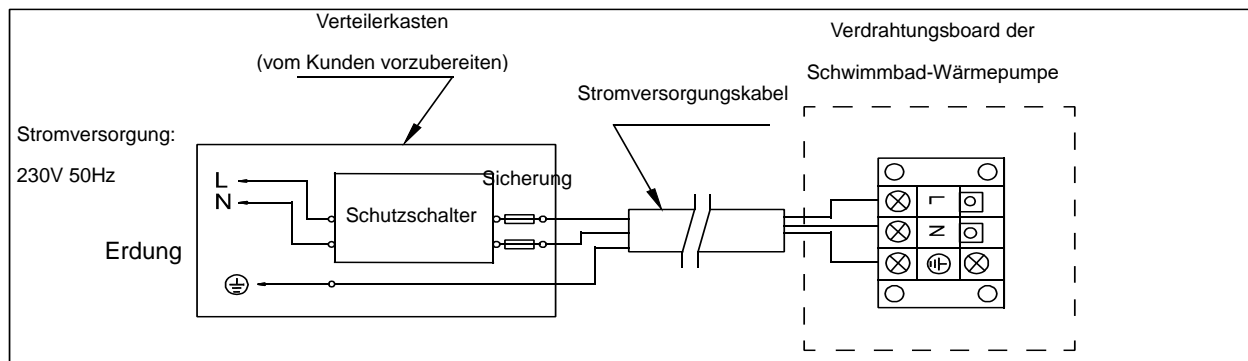 Verteilerkasten
(vom Kunden vorzubereiten)
Verdrahtungsboard der
Schwimmbad-Wärmepumpe
Stromversorgungskabel
Stromversorgung:
230V 50Hz
L
N
Schutzschalter
Sicherung
Erdung
L
N